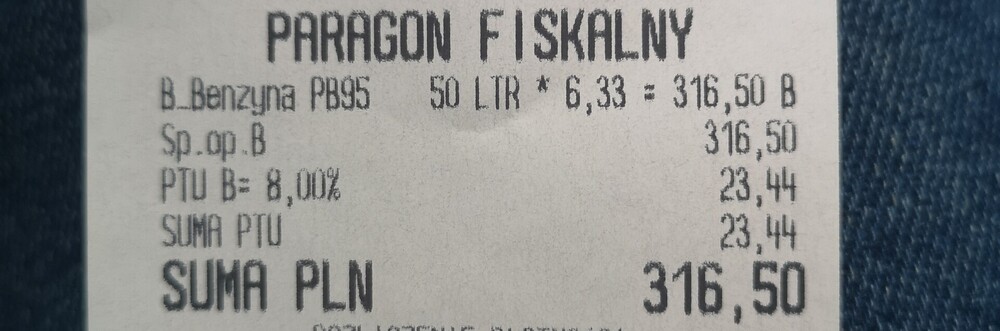 PARAGON FISKALNY
B_Benzyna PB95 50 LTR * 6,33 = 316,50 B
Sp.op.B 316,50
PTU B= 8,00% 23,44
SUMA PTU 23,44
SUMA PLN 316,50